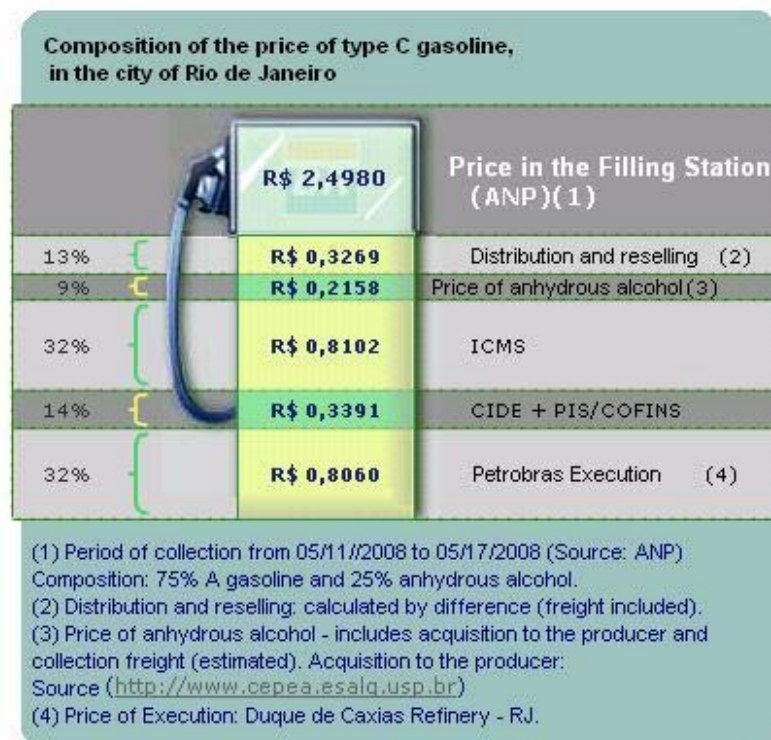 Composition of the price of type C gasoline,
in the city of Rio de Janeiro
R$ 2,4980 Price in the Filling Station
(ANP)(1)
13% R$ 0,3269 Distribution and reselling (2)
9% R$ 0,2158 Price of anhydrous alcohol(3)
32% R$ 0,8102 ICMS
14% R$ 0,3391 CIDE + PIS/COFINS
32% R$ 0,8060 Petrobras Execution (4)
(1) Period of collection from 05/11//2008 to 05/17/2008 (Source: ANP)
Composition: 75% A gasoline and 25% anhydrous alcohol.
(2) Distribution and reselling: calculated by difference (freight included).
(3) Price of anhydrous alcohol - includes acquisition to the producer and
collection freight (estimated). Acquisition to the producer:
Source (http://www.cepea.esalq.usp.br)
(4) Price of Execution: Duque de Caxias Refinery - RJ.